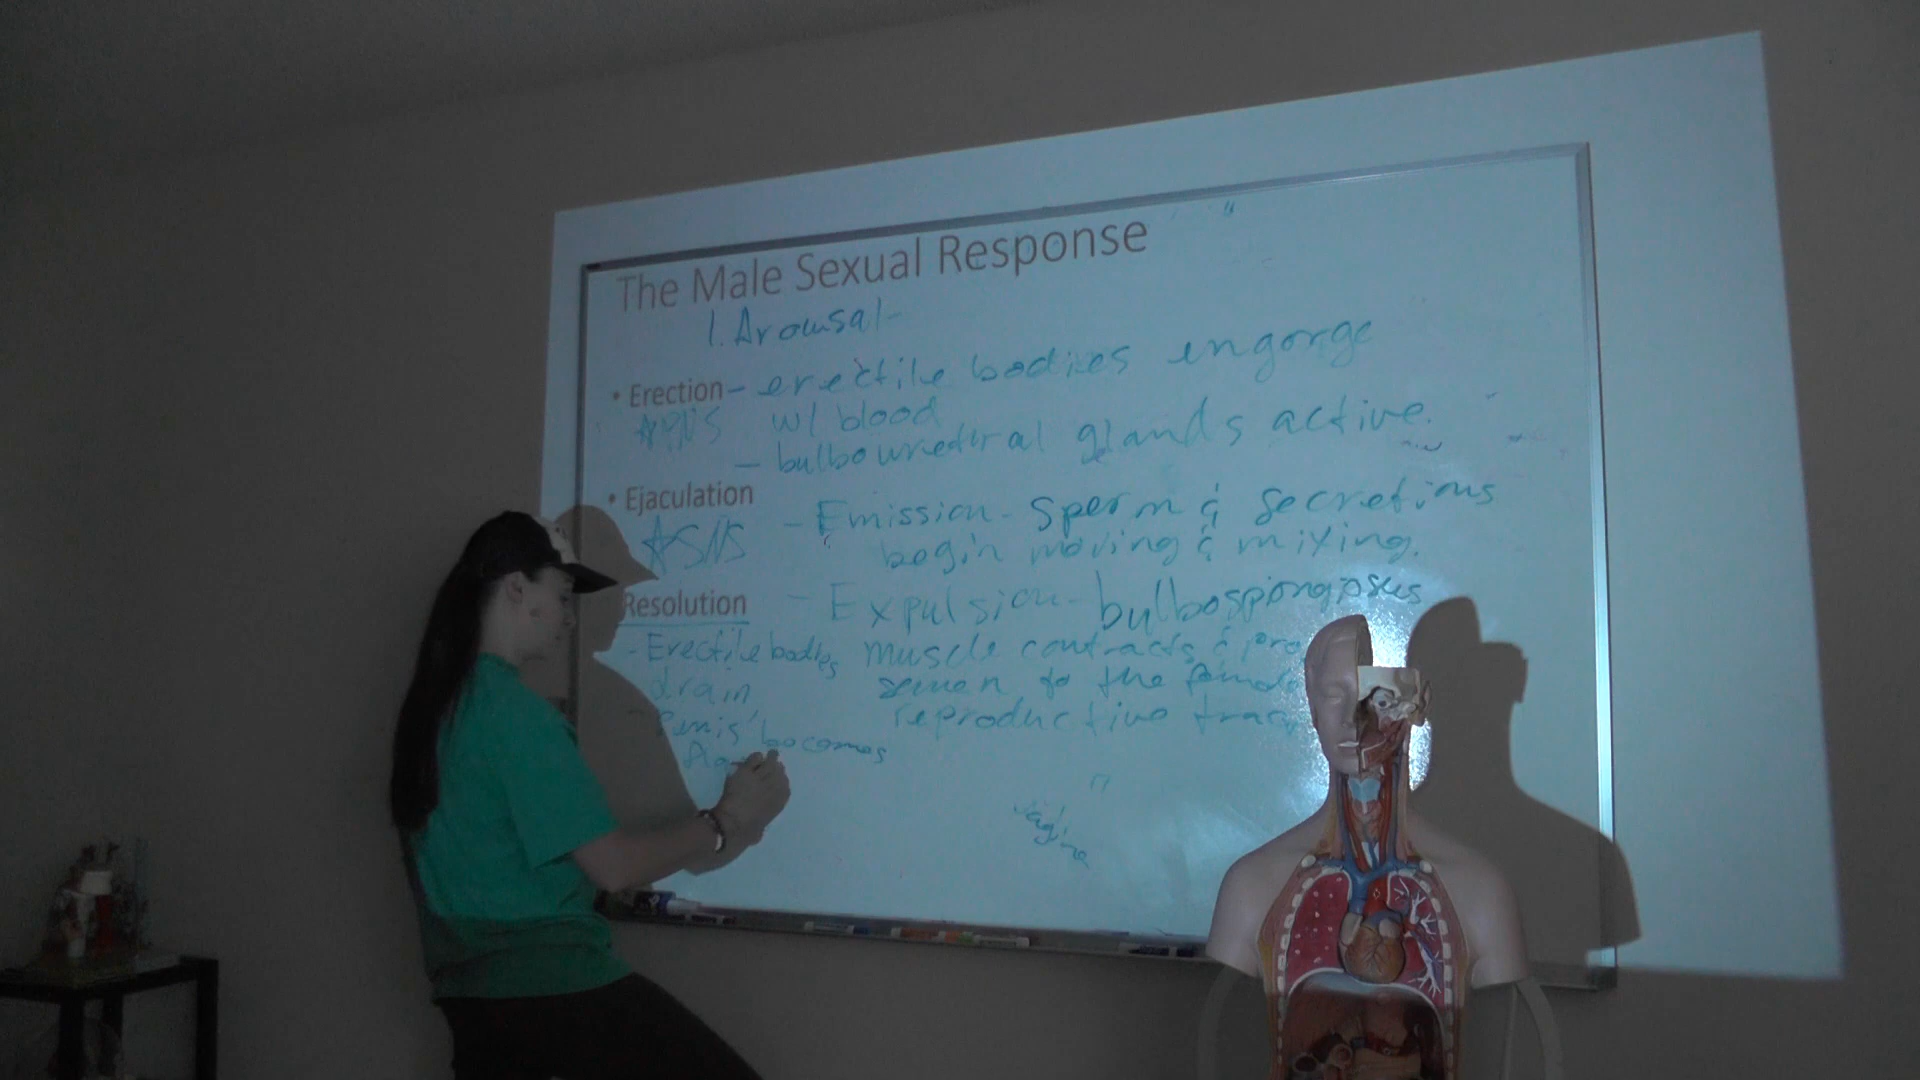 The Male Sexual Response
1. Arousal-
• Erection - erectile bodies engorge
*PNS w/ blood
- bulbourethral glands active.
• Ejaculation
*SNS
- Emission - Sperm & secretions
begin moving & mixing.
- Expulsion - bulbospongiosus
muscle contracts & pro
semen to the
reproductive
Resolution
- Erectile bodies
drain
- Penis becomes
vagina